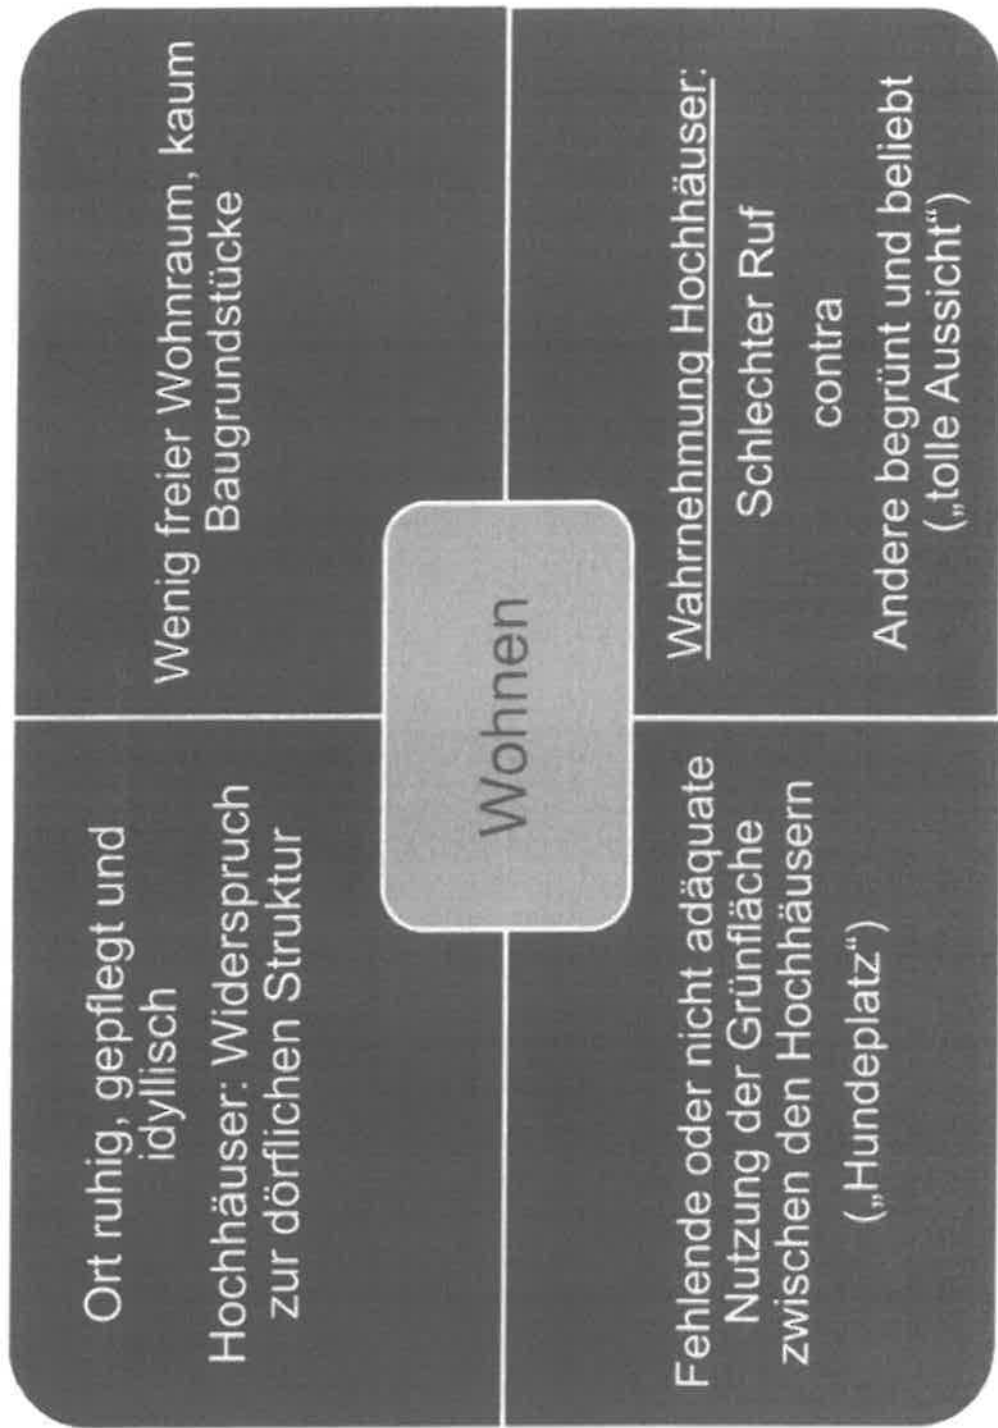 Ort ruhig, gepflegt und
idyllisch
Hochhäuser: Widerspruch
zur dörflichen Struktur
Wenig freier Wohnraum, kaum
Baugrundstücke
Wohnen
Fehlende oder nicht adäquate
Nutzung der Grünfläche
zwischen den Hochhäusern
(„Hundeplatz“)
Wahrnehmung Hochhäuser:
Schlechter Ruf
contra
Andere begrünt und beliebt
(„tolle Aussicht“)